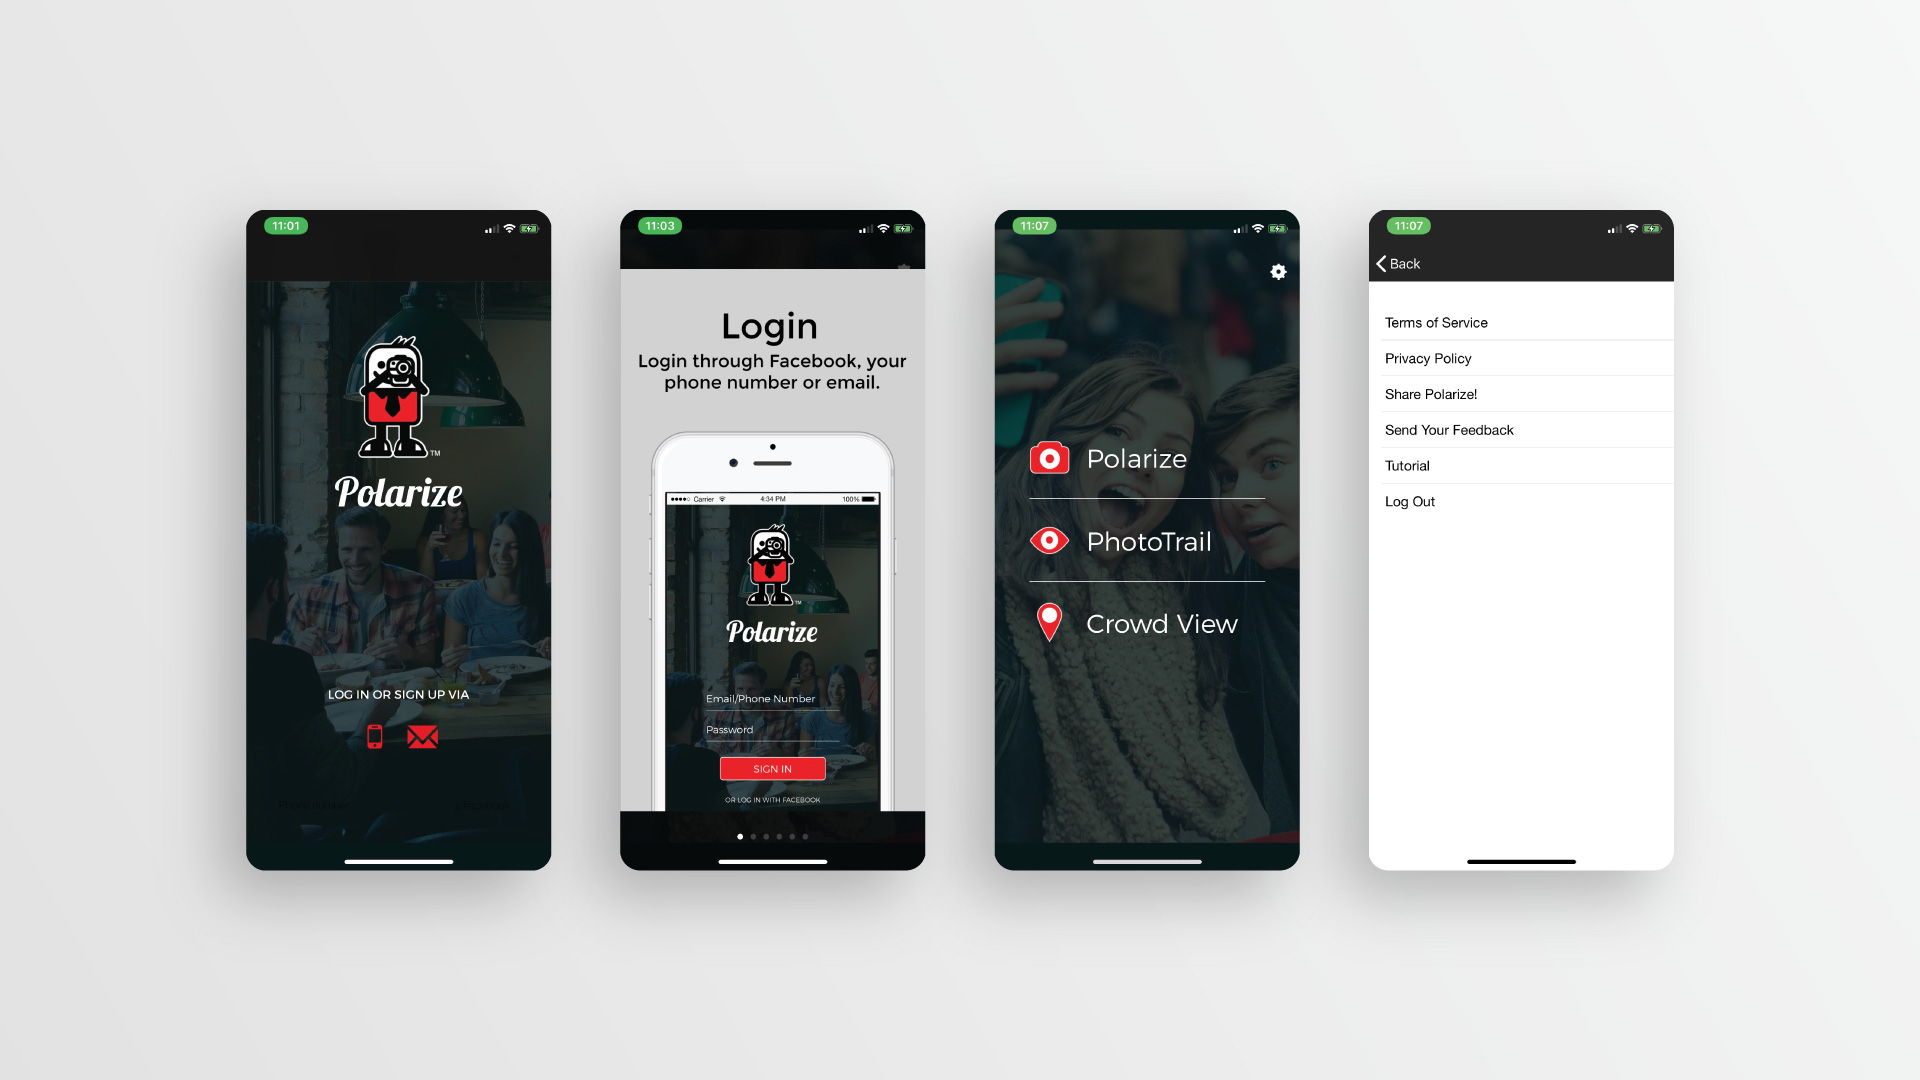 11:01
TM
Polarize
LOG IN OR SIGN UP VIA
Phone number
11:03
Login
Login through Facebook, your
phone number or email.
Carrier
4:34 PM
100%
TM
Polarize
Email/Phone Number
Password
SIGN IN
OR LOG IN WITH FACEBOOK
11:07
Polarize
PhotoTrail
Crowd View
11:07
Back
Terms of Service
Privacy Policy
Share Polarize!
Send Your Feedback
Tutorial
Log Out